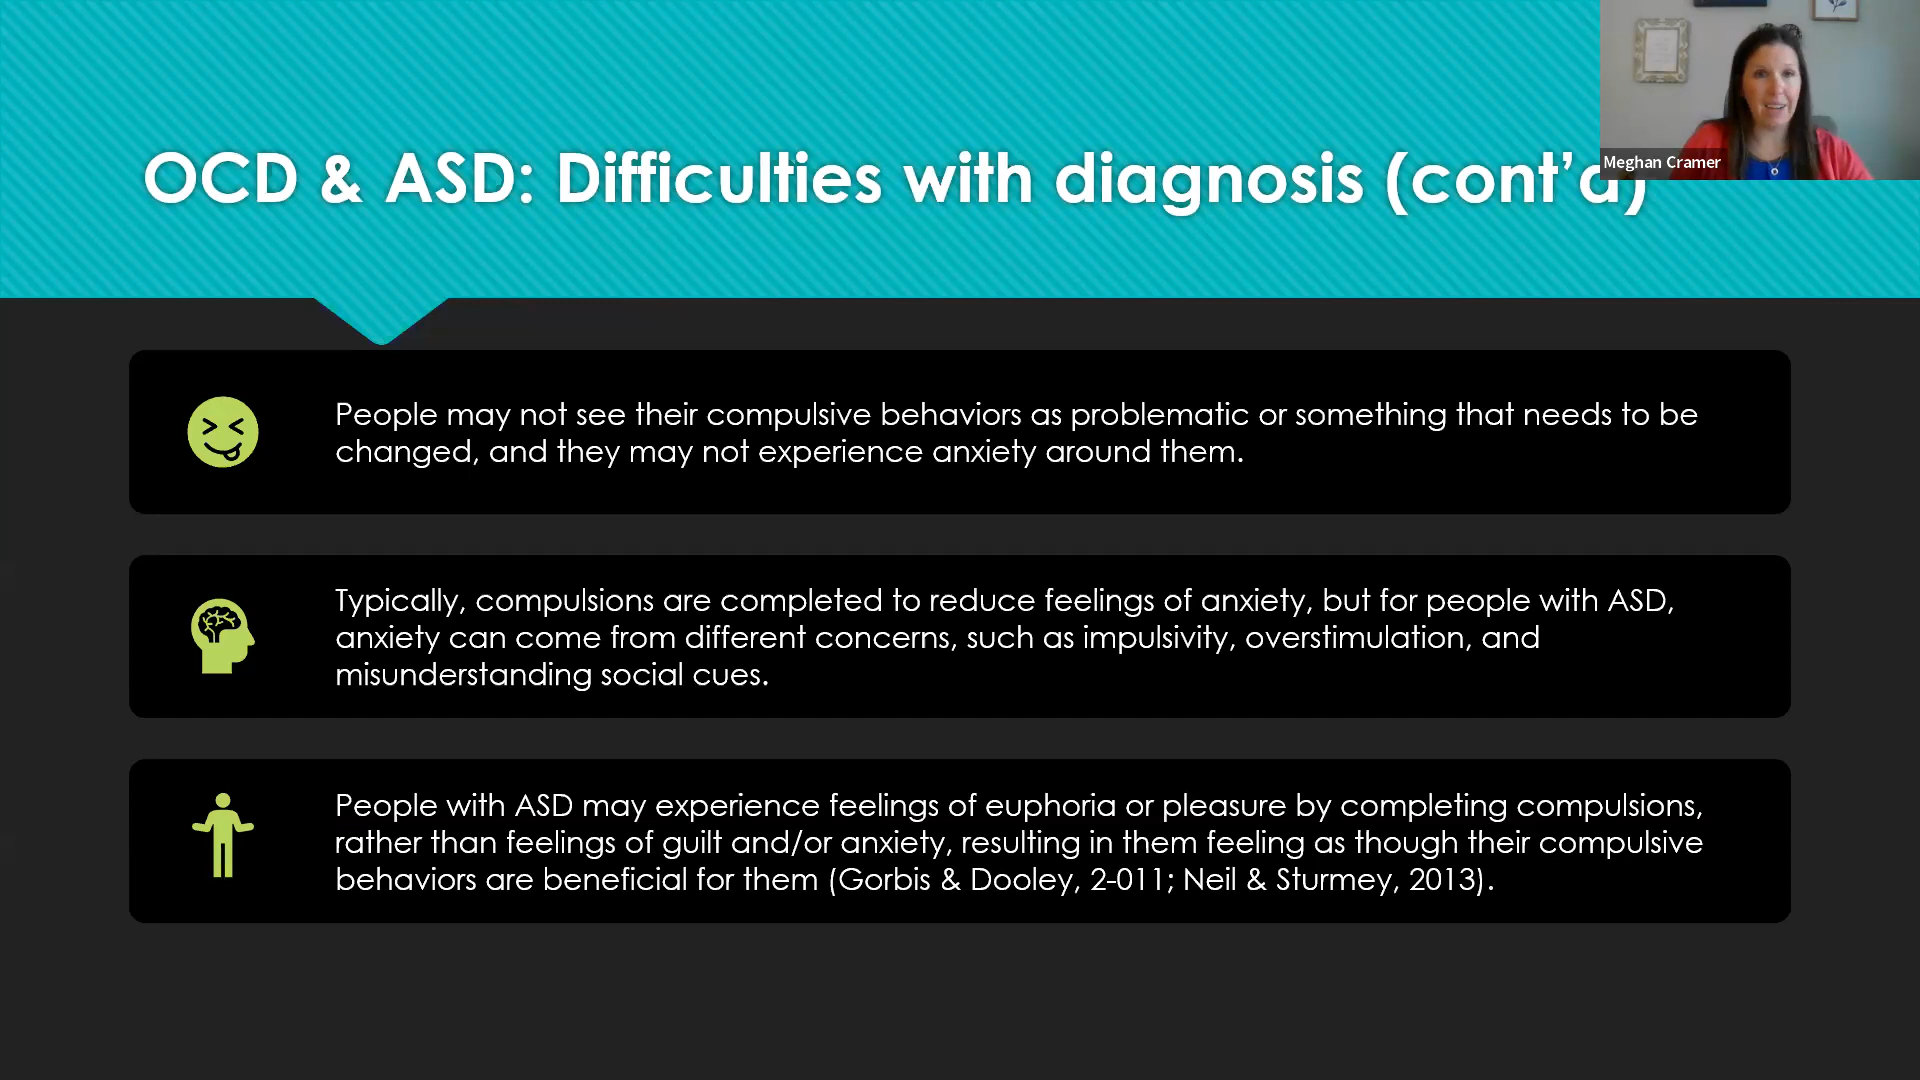 OCD & ASD: Difficulties with diagnosis (cont'd)
Meghan Cramer
People may not see their compulsive behaviors as problematic or something that needs to be
changed, and they may not experience anxiety around them.
Typically, compulsions are completed to reduce feelings of anxiety, but for people with ASD,
anxiety can come from different concerns, such as impulsivity, overstimulation, and
misunderstanding social cues.
People with ASD may experience feelings of euphoria or pleasure by completing compulsions,
rather than feelings of guilt and/or anxiety, resulting in them feeling as though their compulsive
behaviors are beneficial for them (Gorbis & Dooley, 2-011; Neil & Sturmey, 2013).